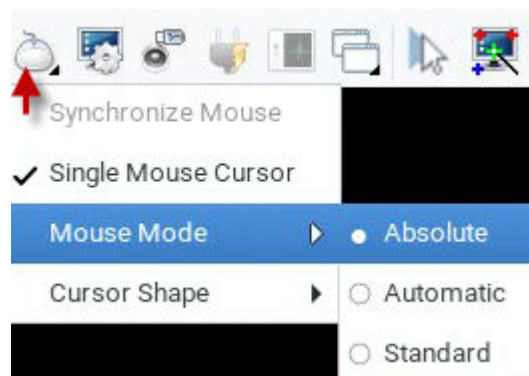 Synchronize Mouse
Single Mouse Cursor
Mouse Mode
Absolute
Cursor Shape
Automatic
Standard